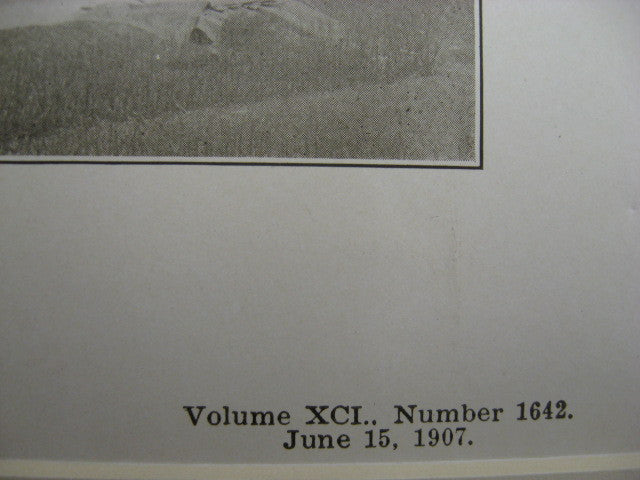 Volume XCI., Number 1642.
June 15, 1907.